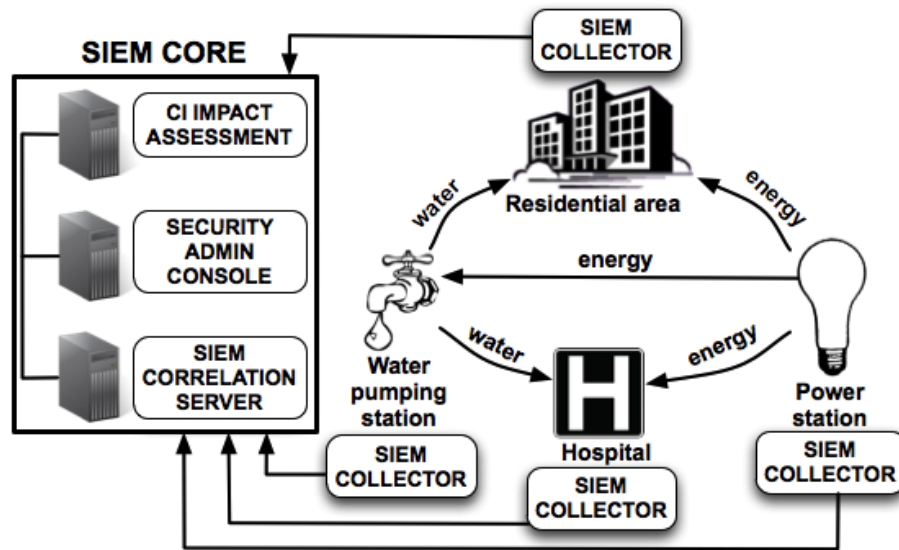 SIEM
COLLECTOR
SIEM CORE
CI IMPACT
ASSESSMENT
SECURITY
ADMIN
CONSOLE
SIEM
CORRELATION
SERVER
Residential area
water
energy
energy
water
energy
Water
pumping
station
H
Hospital
Power
station
SIEM
COLLECTOR
SIEM
COLLECTOR
SIEM
COLLECTOR